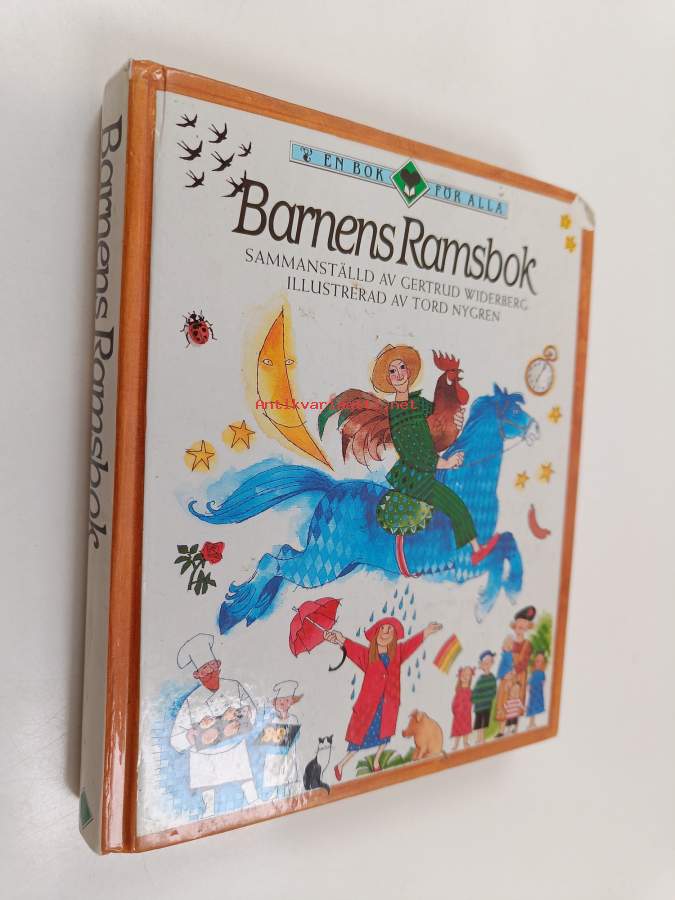 Barnens Ramsbok
EN BOK FÖR ALLA
Barnens Ramsbok
SAMMANSTÄLLD AV GERTRUD WIDERBERG
ILLUSTRERAD AV TORD NYGREN
Antikvariaatti.net